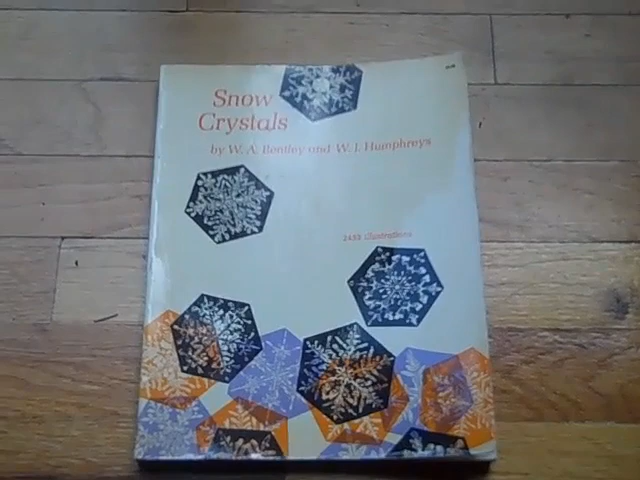 Snow
Crystals
by W. A. Bentley and W. J. Humphreys
2453 illustrations